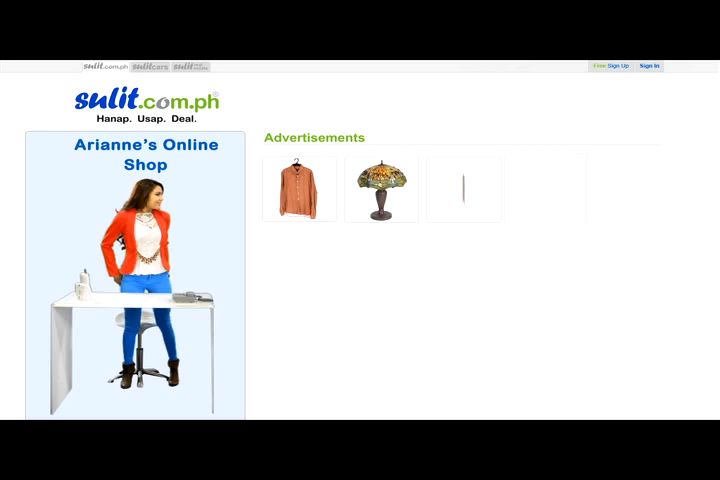 sulit.com.ph sulitcars sulit
Free Sign Up Sign In
sulit.com.ph
Hanap. Usap. Deal.
Arianne's Online
Shop
Advertisements